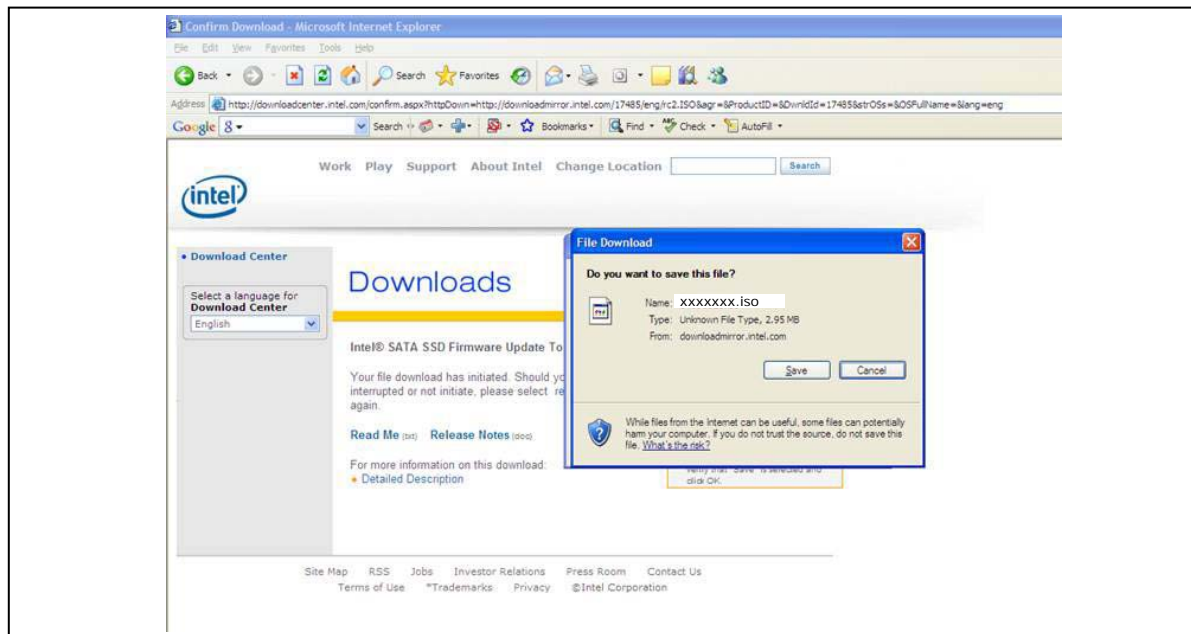 Confirm Download - Microsoft Internet Explorer
File Edit View Favorites Tools Help
Back Search Favorites
Address http://downloadcenter.intel.com/confirm.aspx?httpDown=http://downloadmirror.intel.com/17485/eng/rc2.ISO&agr=&ProductID=&DwnldId=17485&strOSs=&OSFullName=&lang=eng
Google Search Bookmarks Find Check AutoFill
Work Play Support About Intel Change Location Search
intel
Download Center
Select a language for
Download Center
English
Downloads
Intel® SATA SSD Firmware Update To
Your file download has initiated. Should yo
interrupted or not initiate, please select re
again.
Read Me (txt) Release Notes (doc)
For more information on this download:
Detailed Description
File Download
Do you want to save this file?
Name: xxxxxxx.iso
Type: Unknown File Type, 2.95 MB
From: downloadmirror.intel.com
Save Cancel
While files from the Internet can be useful, some files can potentially
harm your computer. If you do not trust the source, do not save this
file. What's the risk?
verify that "Save" is selected and
click OK.
Site Map RSS Jobs Investor Relations Press Room Contact Us
Terms of Use *Trademarks Privacy ©Intel Corporation